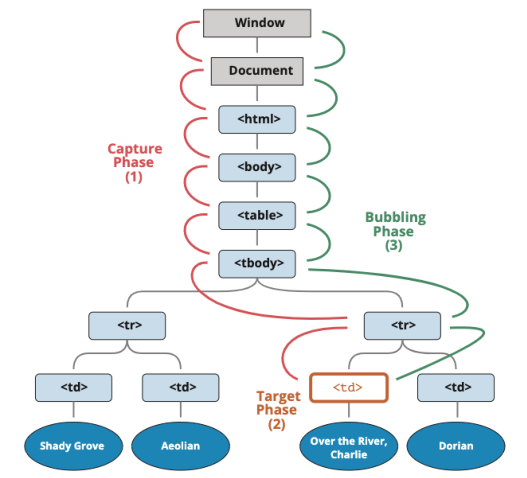 Window
Document
<html>
Capture
Phase
(1)
<body>
<table>
Bubbling
Phase
(3)
<tbody>
<tr>
<tr>
<td>
<td>
Target
Phase
(2)
<td>
<td>
Shady Grove
Aeolian
Over the River,
Charlie
Dorian